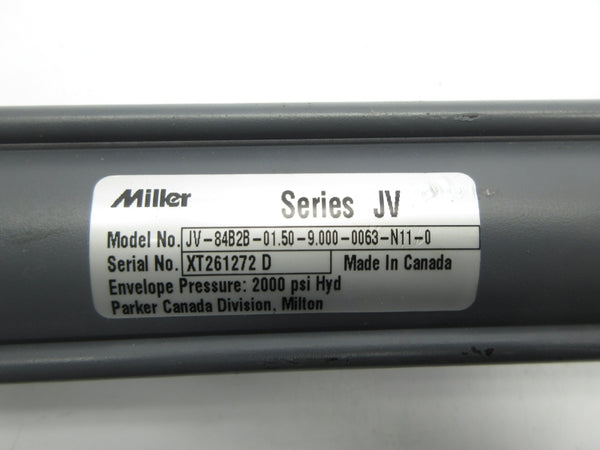 Miller Series JV
Model No. JV-84B2B-01.50-9.000-0063-N11-0
Serial No. XT261272 D Made In Canada
Envelope Pressure: 2000 psi Hyd
Parker Canada Division, Milton